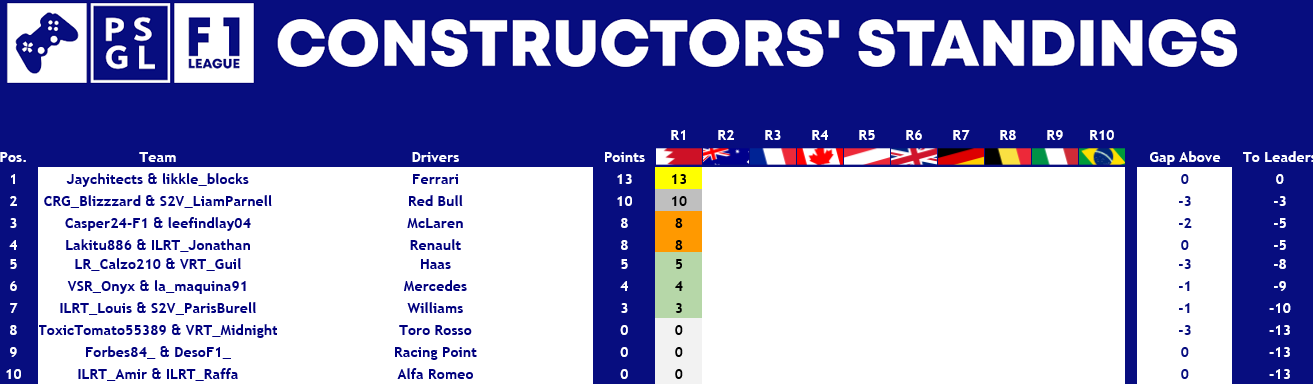 PS
GL
F1
LEAGUE
CONSTRUCTORS' STANDINGS
R1 R2 R3 R4 R5 R6 R7 R8 R9 R10
Pos. Team Drivers Points Gap Above To Leaders
1 Jaychitects & likkle_blocks Ferrari 13 13 0 0
2 CRG_Blizzzard & S2V_LiamParnell Red Bull 10 10 -3 -3
3 Casper24-F1 & leefindlay04 McLaren 8 8 -2 -5
4 Lakitu886 & ILRT_Jonathan Renault 8 8 0 -5
5 LR_Calzo210 & VRT_Guil Haas 5 5 -3 -8
6 VSR_Onyx & la_maquina91 Mercedes 4 4 -1 -9
7 ILRT_Louis & S2V_ParisBurell Williams 3 3 -1 -10
8 ToxicTomato55389 & VRT_Midnight Toro Rosso 0 0 -3 -13
9 Forbes84_ & DesoF1_ Racing Point 0 0 0 -13
10 ILRT_Amir & ILRT_Raffa Alfa Romeo 0 0 0 -13